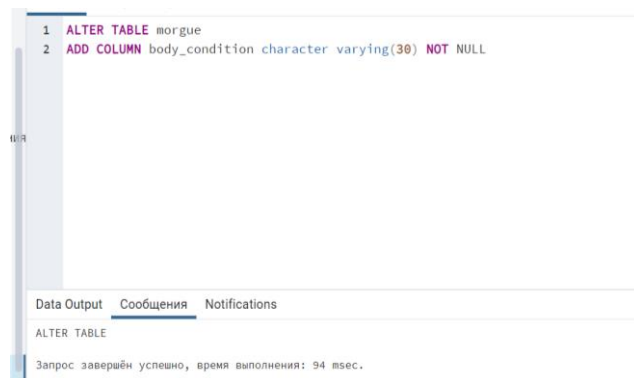 1 ALTER TABLE morgue
2 ADD COLUMN body_condition character varying(30) NOT NULL
ия
Data Output Сообщения Notifications
ALTER TABLE
Запрос завершён успешно, время выполнения: 94 msec.